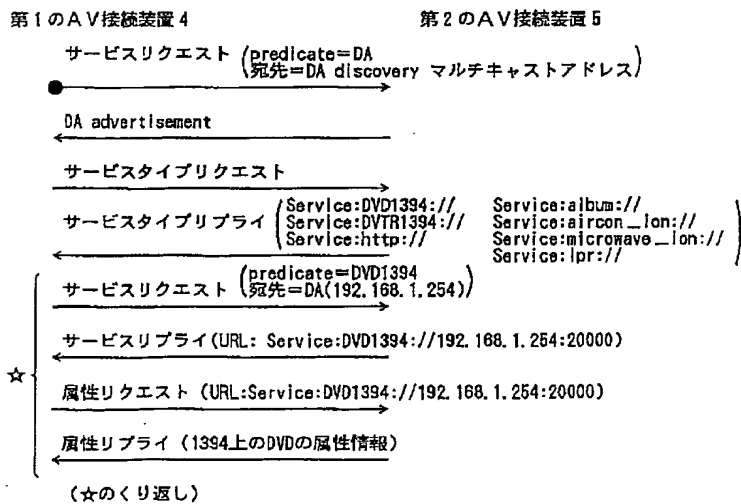 第1のAV接続装置4 第2のAV接続装置5
サービスリクエスト (predicate=DA
宛先=DA discovery マルチキャストアドレス)
DA advertisement
サービスタイプリクエスト
サービスタイプリプライ
(Service:DVD1394:// Service:album://
Service:DVTR1394:// Service:aircon_lon://
Service:http:// Service:microwave_lon://
Service:lpr://)
サービスリクエスト (predicate=DVD1394
宛先=DA(192.168.1.254))
サービスリプライ(URL: Service:DVD1394://192.168.1.254:20000)
☆
属性リクエスト (URL:Service:DVD1394://192.168.1.254:20000)
属性リプライ (1394上のDVDの属性情報)
(☆のくり返し)